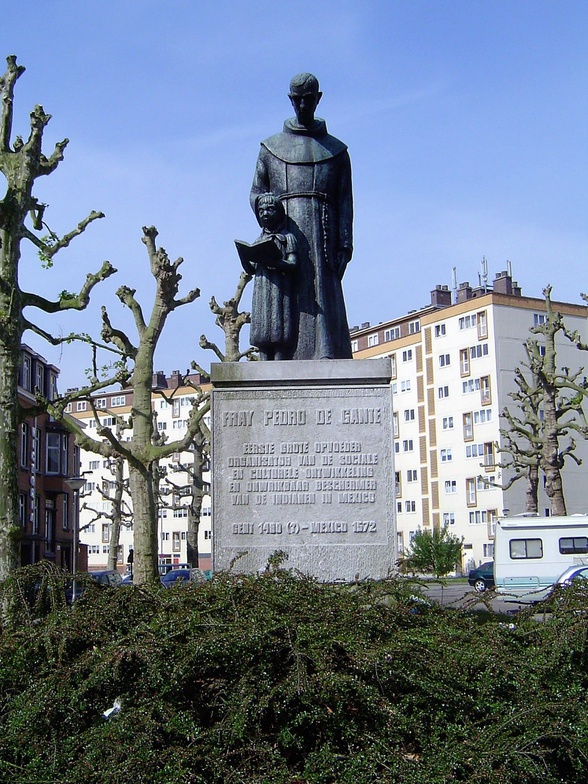 FRAY PEDRO DE GANTE
EERSTE GROTE OPVOEDER
ORGANISATOR VAN DE SOCIALE
EN CULTURELE ONTWIKKELING
EN ONWRIKBARE BESCHERMER
VAN DE INDIANEN IN MEXICO
GENT 1480 (?) - MEXICO 1572